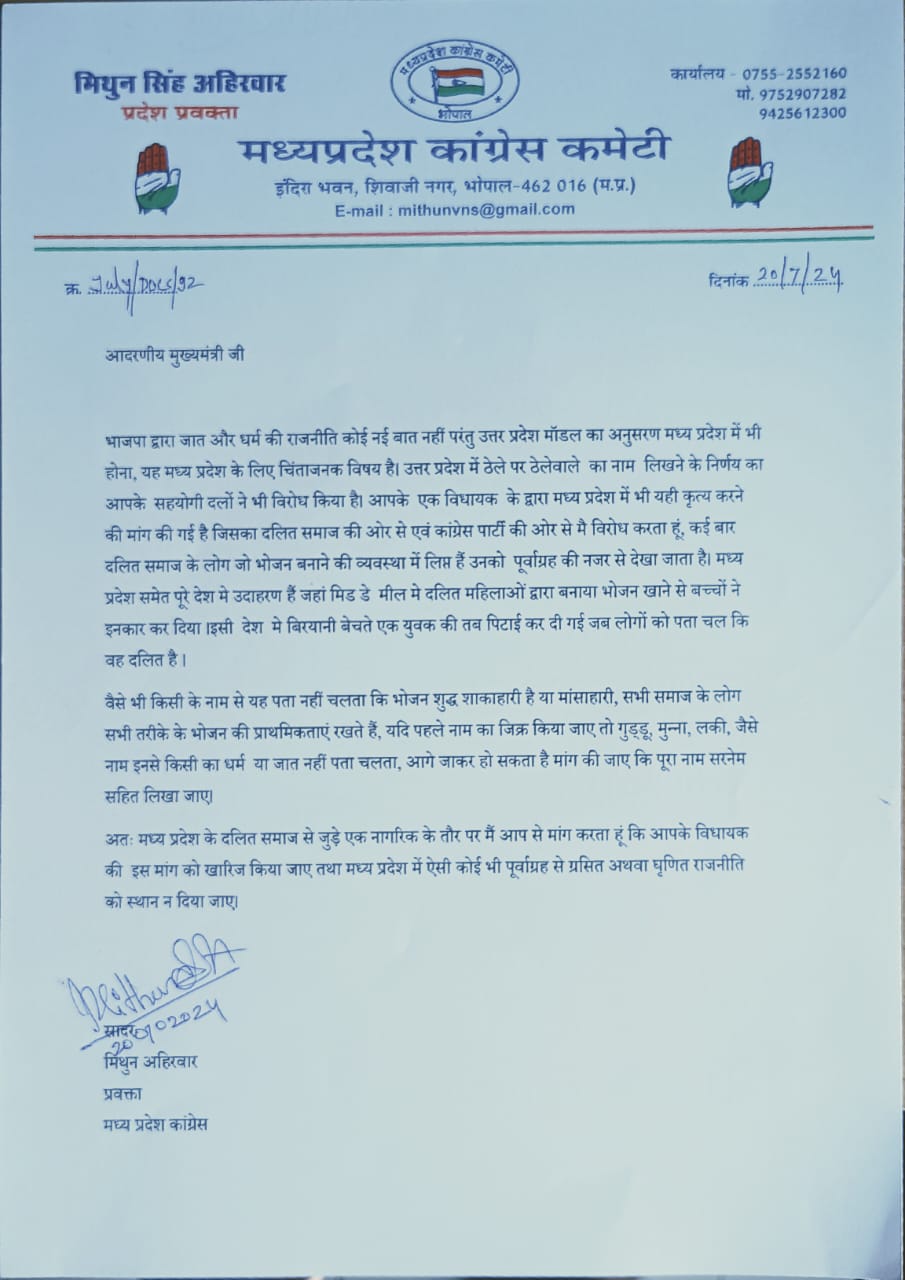 मिथुन सिंह अहिरवार
प्रदेश प्रवक्ता
मध्यप्रदेश कांग्रेस कमेटी
भोपाल
कार्यालय - 0755-2552160
मो. 9752907282
9425612300
मध्यप्रदेश कांग्रेस कमेटी
इंदिरा भवन, शिवाजी नगर, भोपाल-462 016 (म.प्र.)
E-mail : mithunvns@gmail.com
क्र. July/DOCS/92
दिनांक 20/7/24
आदरणीय मुख्यमंत्री जी
भाजपा द्वारा जात और धर्म की राजनीति कोई नई बात नहीं परंतु उत्तर प्रदेश मॉडल का अनुसरण मध्य प्रदेश में भी
होना, यह मध्य प्रदेश के लिए चिंताजनक विषय है। उत्तर प्रदेश में ठेले पर ठेलेवाले का नाम लिखने के निर्णय का
आपके सहयोगी दलों ने भी विरोध किया है। आपके एक विधायक के द्वारा मध्य प्रदेश में भी यही कृत्य करने
की मांग की गई है जिसका दलित समाज की ओर से एवं कांग्रेस पार्टी की ओर से मै विरोध करता हूं, कई बार
दलित समाज के लोग जो भोजन बनाने की व्यवस्था में लिप्त हैं उनको पूर्वाग्रह की नजर से देखा जाता है। मध्य
प्रदेश समेत पूरे देश मे उदाहरण हैं जहां मिड डे मील मे दलित महिलाओं द्वारा बनाया भोजन खाने से बच्चों ने
इनकार कर दिया।इसी देश मे बिरयानी बेचते एक युवक की तब पिटाई कर दी गई जब लोगों को पता चल कि
वह दलित है।
वैसे भी किसी के नाम से यह पता नहीं चलता कि भोजन शुद्ध शाकाहारी है या मांसाहारी, सभी समाज के लोग
सभी तरीके के भोजन की प्राथमिकताएं रखते हैं, यदि पहले नाम का जिक्र किया जाए तो गुड्डू, मुन्ना, लकी, जैसे
नाम इनसे किसी का धर्म या जात नहीं पता चलता, आगे जाकर हो सकता है मांग की जाए कि पूरा नाम सरनेम
सहित लिखा जाए।
अतः मध्य प्रदेश के दलित समाज से जुड़े एक नागरिक के तौर पर मैं आप से मांग करता हूं कि आपके विधायक
की इस मांग को खारिज किया जाए तथा मध्य प्रदेश में ऐसी कोई भी पूर्वाग्रह से ग्रसित अथवा घृणित राजनीति
को स्थान न दिया जाए।
सादर
मिथुन अहिरवार
प्रवक्ता
मध्य प्रदेश कांग्रेस